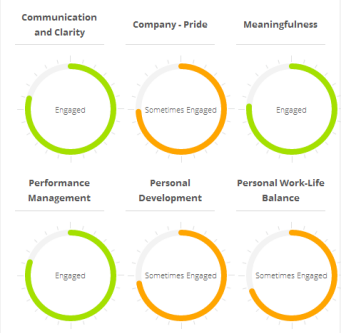 Communication
and Clarity
Company - Pride
Meaningfulness
Engaged
Sometimes Engaged
Engaged
Performance
Management
Personal
Development
Personal Work-Life
Balance
Engaged
Sometimes Engaged
Sometimes Engaged